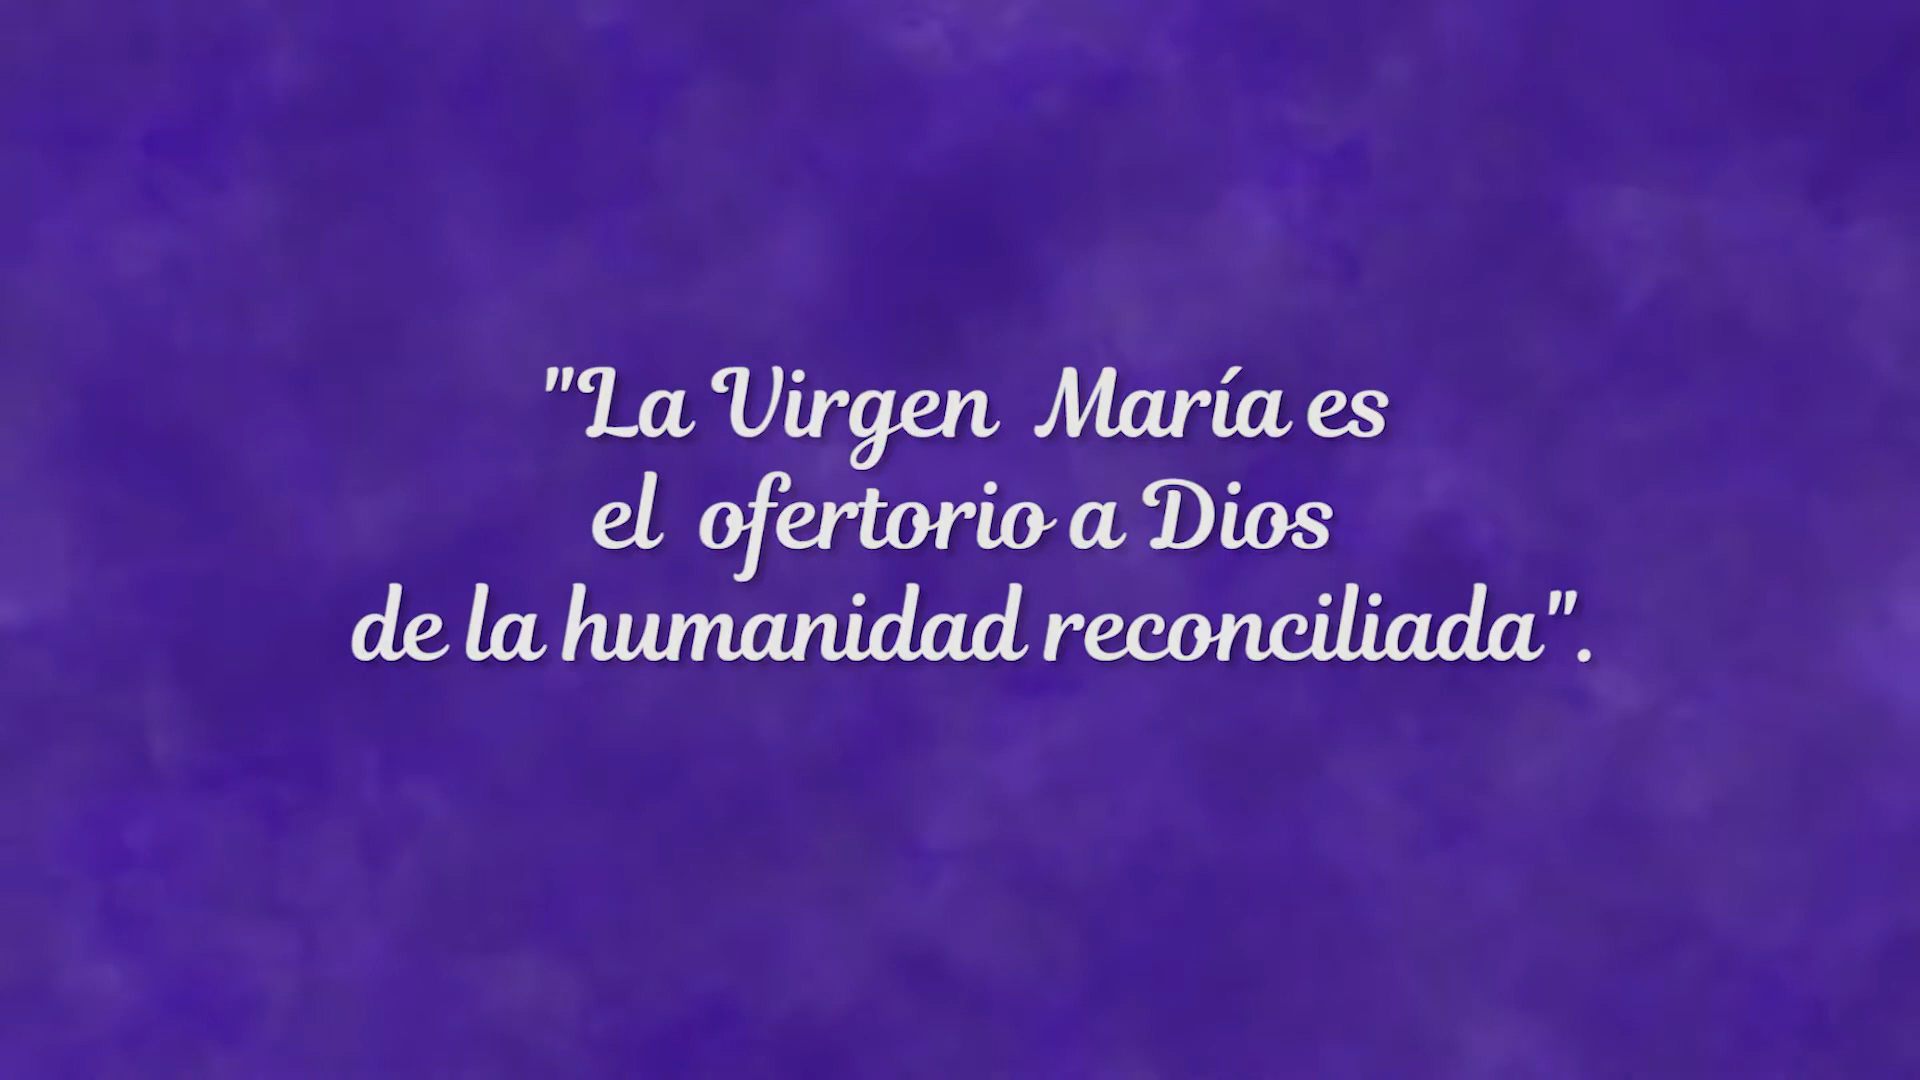 "La Virgen María es
el ofertorio a Dios
de la humanidad reconciliada".